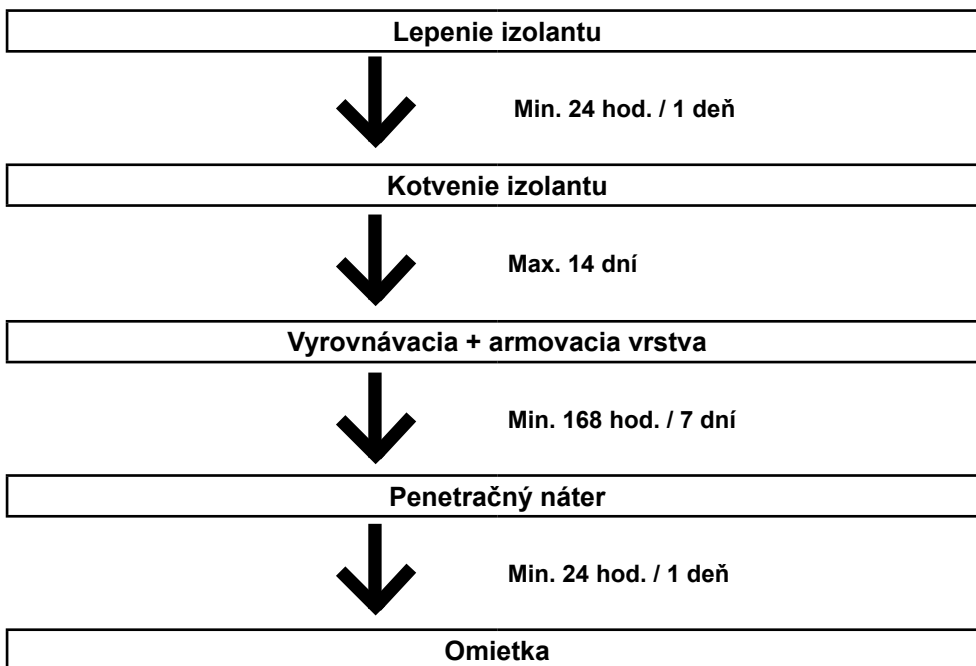 Lepenie izolantu
Min. 24 hod. / 1 deň
Kotvenie izolantu
Max. 14 dní
Vyrovnávacia + armovacia vrstva
Min. 168 hod. / 7 dní
Penetračný náter
Min. 24 hod. / 1 deň
Omietka